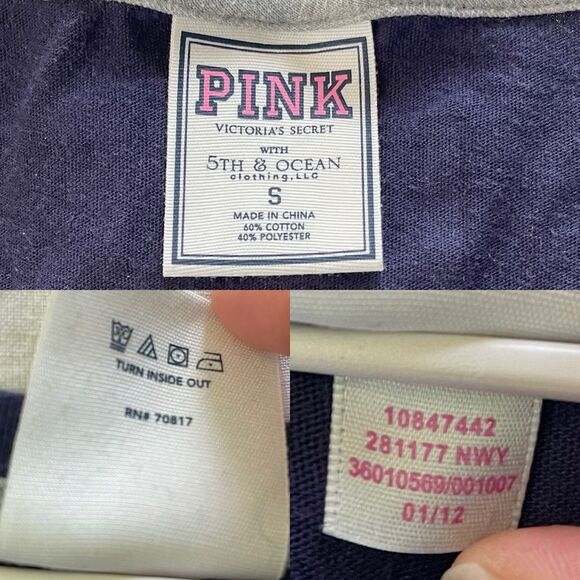 PINK
VICTORIA'S SECRET
WITH
5TH & OCEAN
clothing, LLC
S
MADE IN CHINA
60% COTTON
40% POLYESTER
TURN INSIDE OUT
RN# 70817
10847442
281177 NWY
36010569/001007
01/12